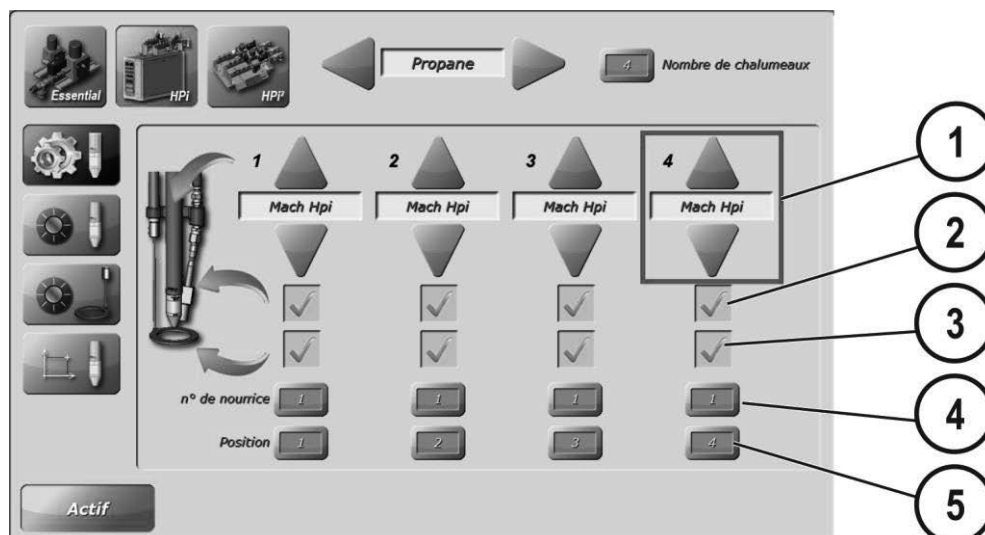 Essential
HPi
HPi²
Propane
4 Nombre de chalumeaux
1 2 3 4
Mach Hpi Mach Hpi Mach Hpi Mach Hpi
n° de nourrice 1 1 1 1
Position 1 2 3 4
Actif
1
2
3
4
5